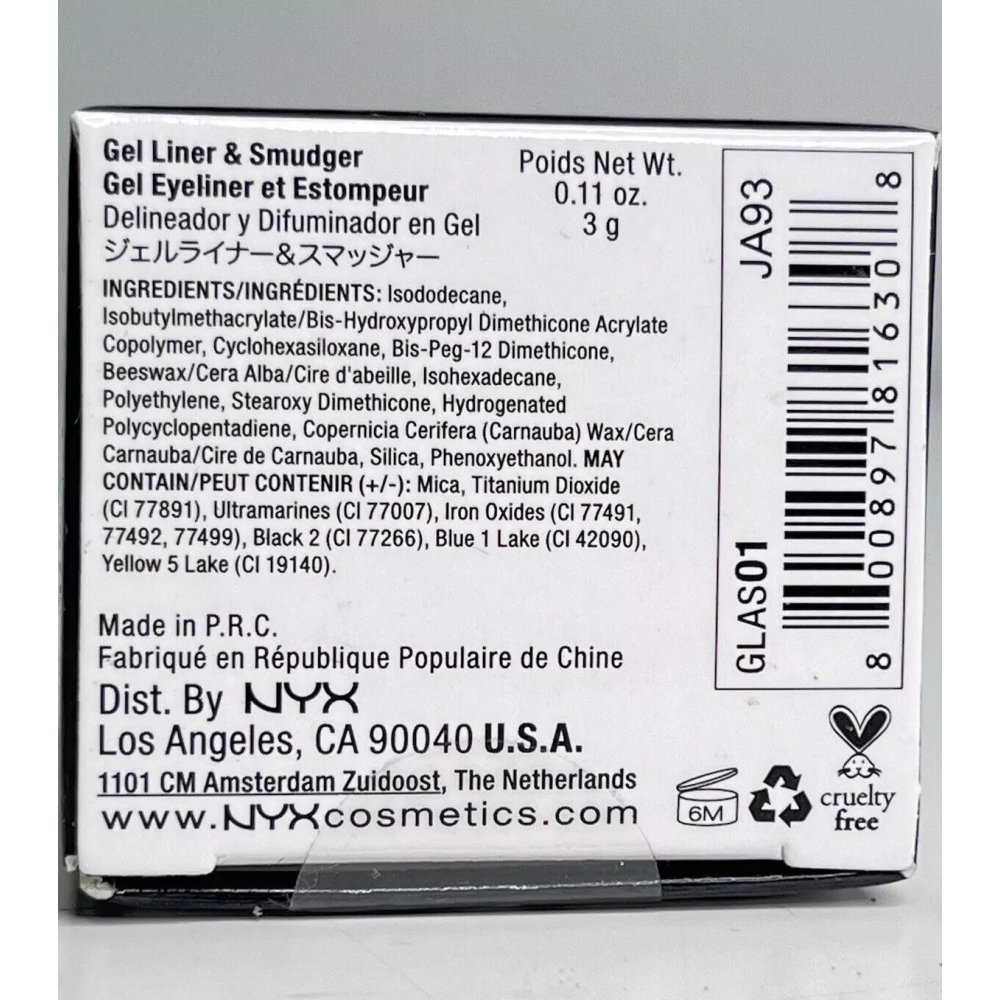 Gel Liner & Smudger
Gel Eyeliner et Estompeur
Delineador y Difuminador en Gel
ジェルライナー&スマッジャー
Poids Net Wt.
0.11 oz.
3 g
INGREDIENTS/INGRÉDIENTS: Isododecane,
Isobutylmethacrylate/Bis-Hydroxypropyl Dimethicone Acrylate
Copolymer, Cyclohexasiloxane, Bis-Peg-12 Dimethicone,
Beeswax/Cera Alba/Cire d'abeille, Isohexadecane,
Polyethylene, Stearoxy Dimethicone, Hydrogenated
Polycyclopentadiene, Copernicia Cerifera (Carnauba) Wax/Cera
Carnauba/Cire de Carnauba, Silica, Phenoxyethanol. MAY
CONTAIN/PEUT CONTENIR (+/-): Mica, Titanium Dioxide
(CI 77891), Ultramarines (CI 77007), Iron Oxides (CI 77491,
77492, 77499), Black 2 (CI 77266), Blue 1 Lake (CI 42090),
Yellow 5 Lake (CI 19140).
Made in P.R.C.
Fabriqué en République Populaire de Chine
Dist. By NYX
Los Angeles, CA 90040 U.S.A.
1101 CM Amsterdam Zuidoost, The Netherlands
www.NYXcosmetics.com
GLAS01
JA93
8 00897 81630 8
6M
cruelty
free